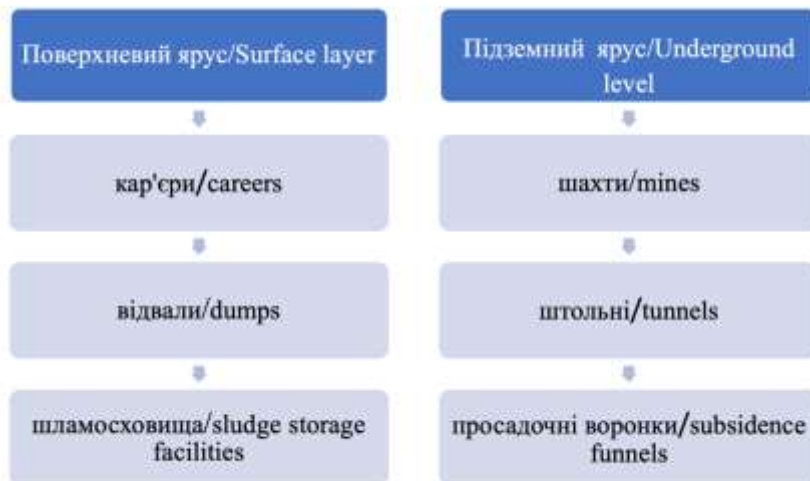 Поверхневий ярус/Surface layer
кар'єри/careers
відвали/dumps
шламосховища/sludge storage
facilities
Підземний ярус/Underground
level
шахти/mines
штольні/tunnels
просадочні воронки/subsidence
funnels